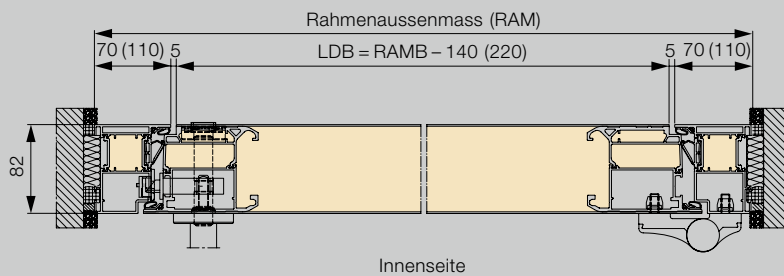 Rahmenaussenmass (RAM)
70 (110) 5 LDB = RAMB – 140 (220) 5 70 (110)
82
Innenseite